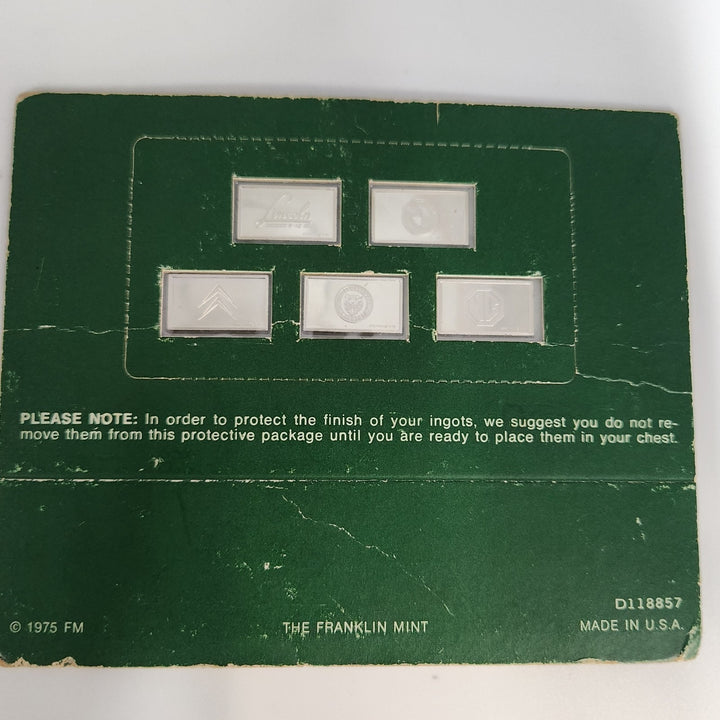 Lincoln
MG
PLEASE NOTE: In order to protect the finish of your ingots, we suggest you do not re-
move them from this protective package until you are ready to place them in your chest.
D118857
© 1975 FM
THE FRANKLIN MINT
MADE IN U.S.A.